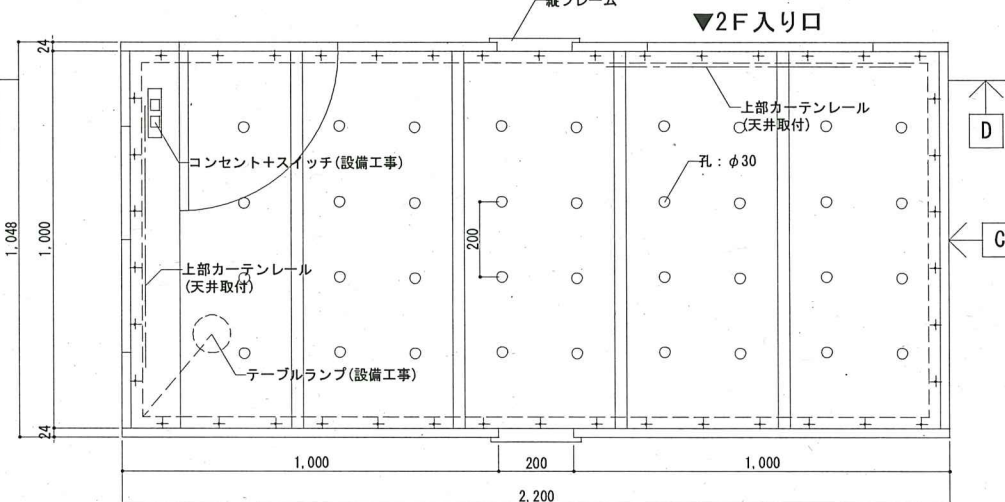 縦フレーム
▼2F入り口
24
上部カーテンレール
(天井取付)
D
コンセント+スイッチ(設備工事)
孔：φ30
1,048
1,000
200
C
上部カーテンレール
(天井取付)
テーブルランプ(設備工事)
24
1,000
200
1,000
2,200